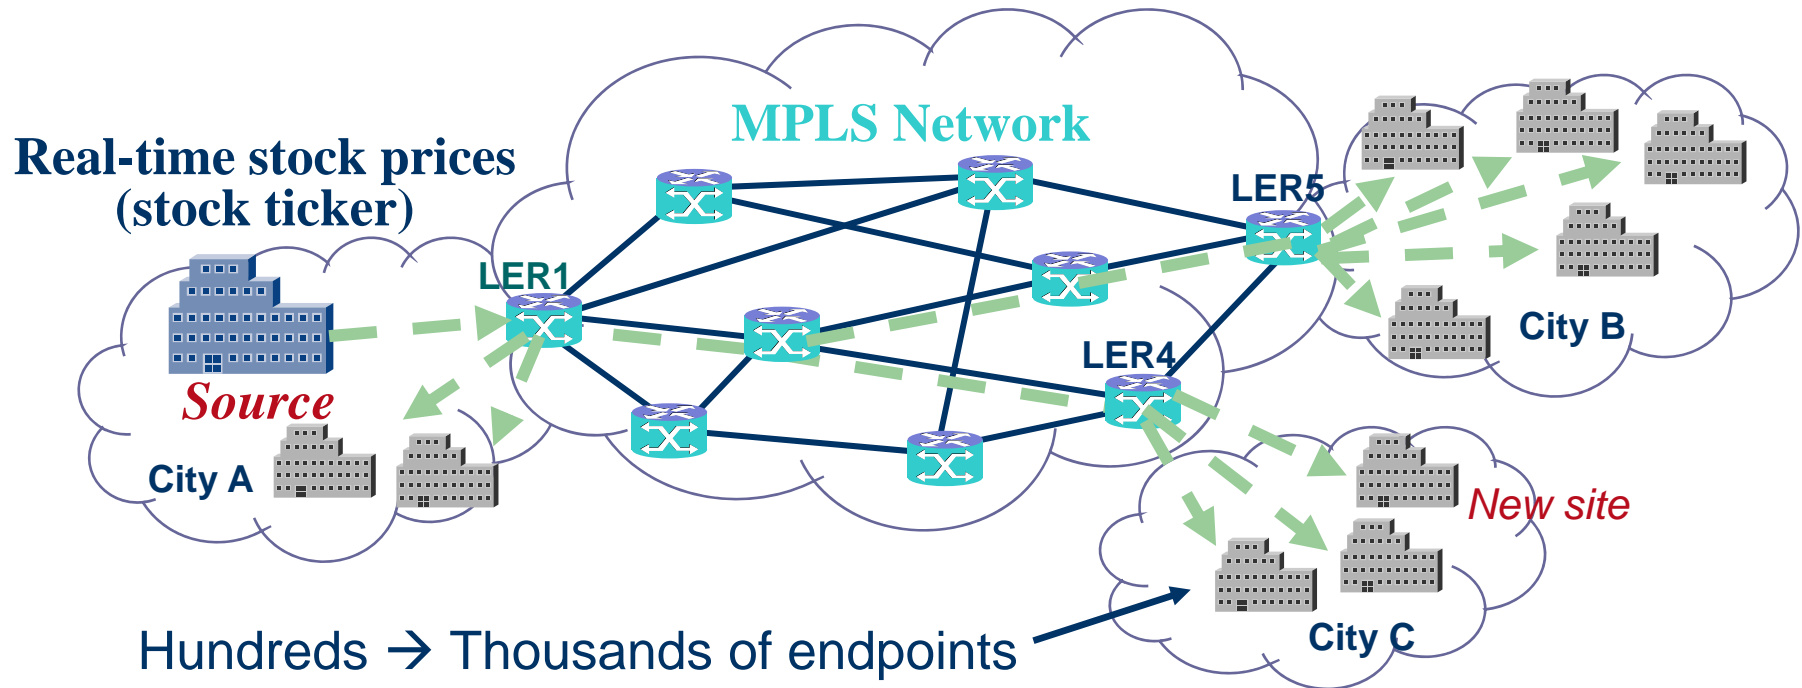 MPLS Network
Real-time stock prices
(stock ticker)
LER5
LER1
City B
LER4
Source
City A
New site
City C
Hundreds → Thousands of endpoints